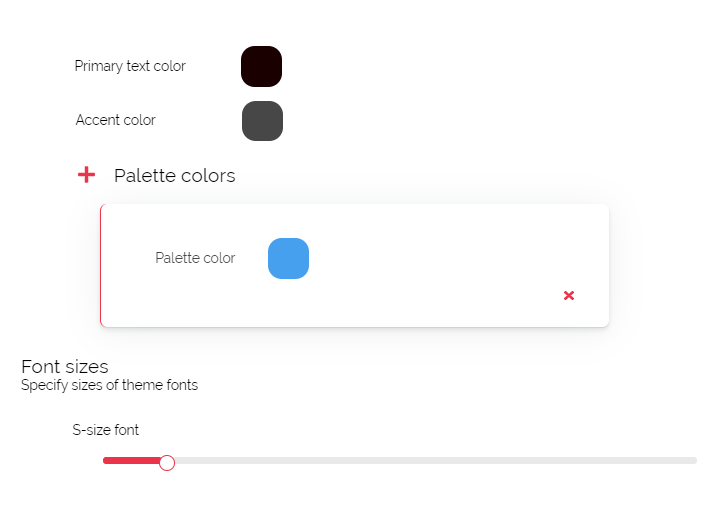 Primary text color
Accent color
Palette colors
Palette color
Font sizes
Specify sizes of theme fonts
S-size font